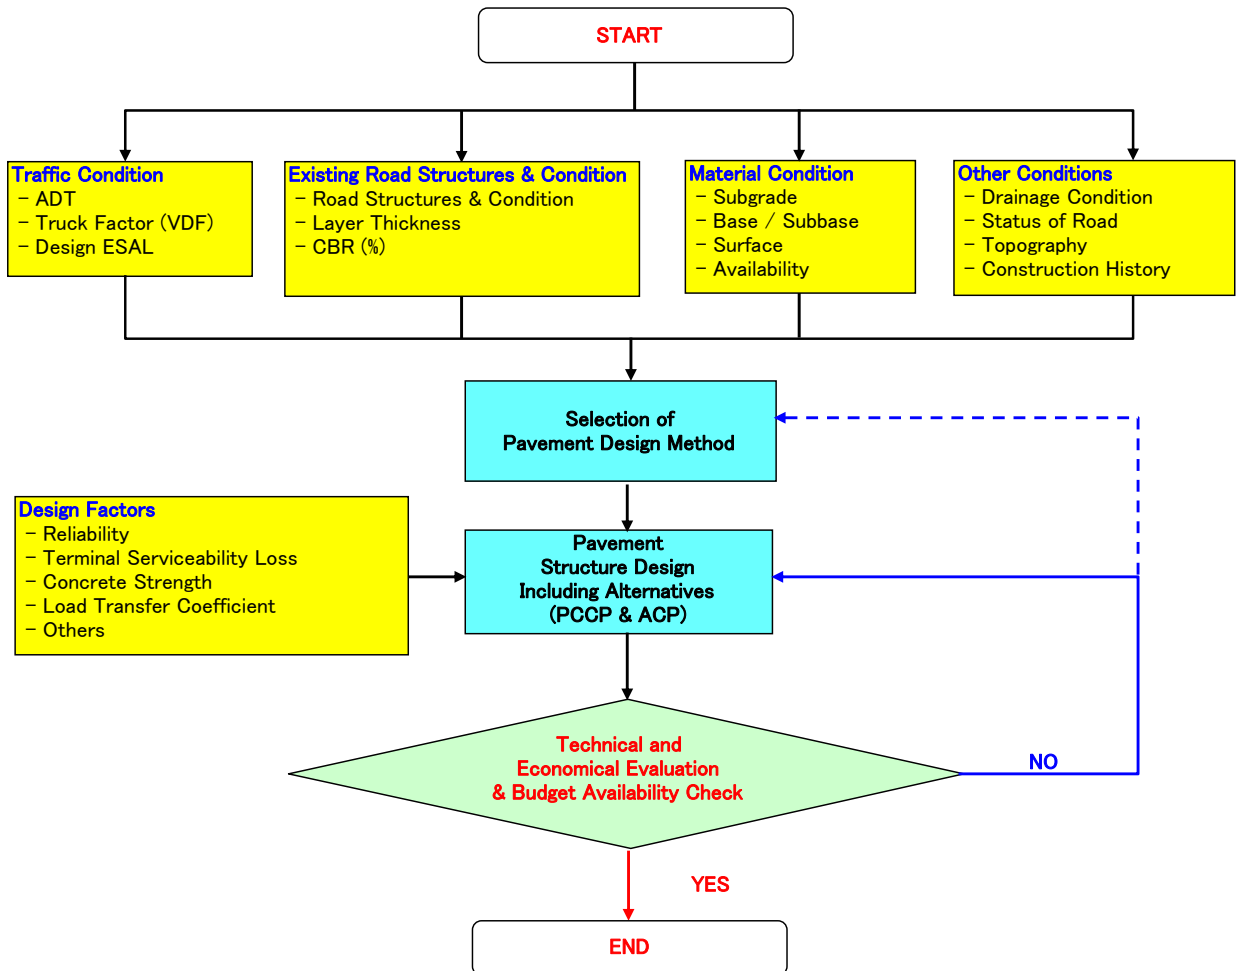 START
Traffic Condition
- ADT
- Truck Factor (VDF)
- Design ESAL
Existing Road Structures & Condition
- Road Structures & Condition
- Layer Thickness
- CBR (%)
Material Condition
- Subgrade
- Base / Subbase
- Surface
- Availability
Other Conditions
- Drainage Condition
- Status of Road
- Topography
- Construction History
Selection of
Pavement Design Method
Design Factors
- Reliability
- Terminal Serviceability Loss
- Concrete Strength
- Load Transfer Coefficient
- Others
Pavement
Structure Design
Including Alternatives
(PCCP & ACP)
Technical and
Economical Evaluation
& Budget Availability Check
NO
YES
END